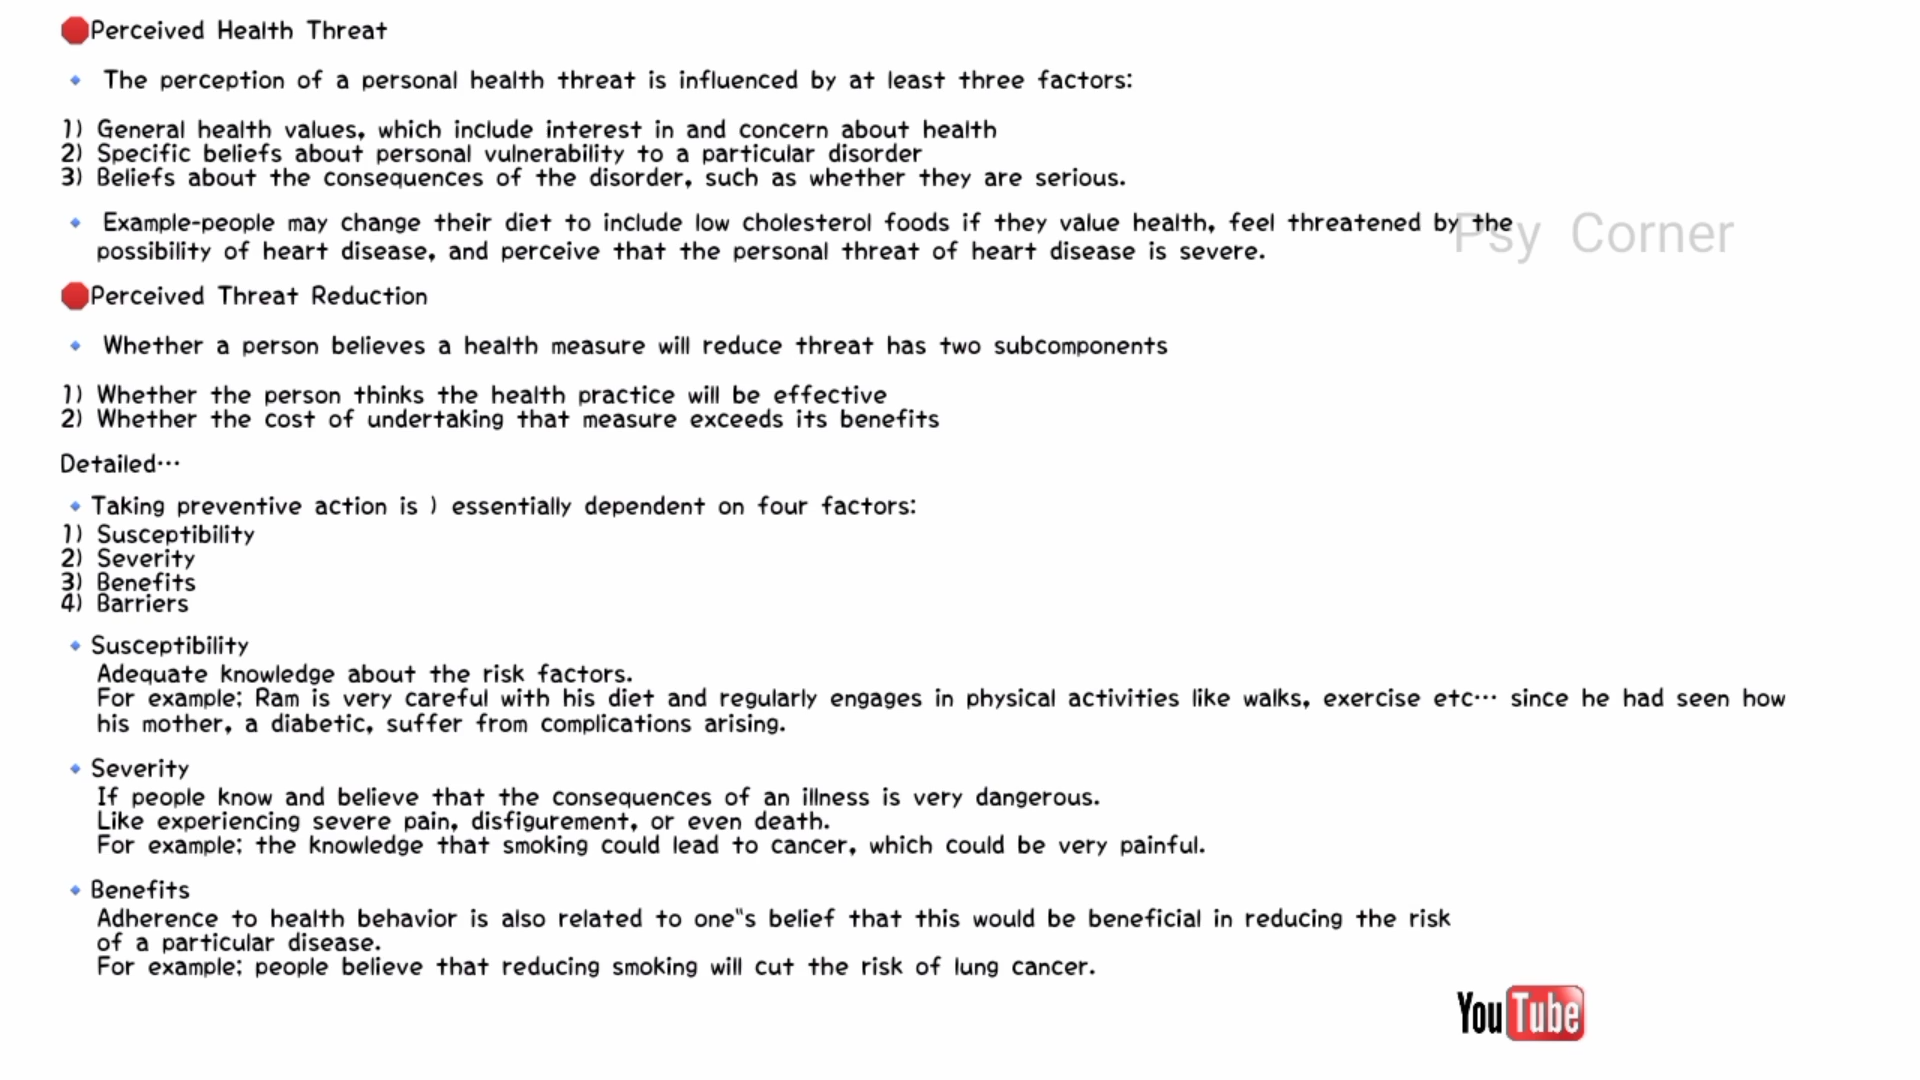 Perceived Health Threat
The perception of a personal health threat is influenced by at least three factors:
1) General health values, which include interest in and concern about health
2) Specific beliefs about personal vulnerability to a particular disorder
3) Beliefs about the consequences of the disorder, such as whether they are serious.
Example-people may change their diet to include low cholesterol foods if they value health, feel threatened by the
possibility of heart disease, and perceive that the personal threat of heart disease is severe.
Psy Corner
Perceived Threat Reduction
Whether a person believes a health measure will reduce threat has two subcomponents
1) Whether the person thinks the health practice will be effective
2) Whether the cost of undertaking that measure exceeds its benefits
Detailed...
Taking preventive action is ) essentially dependent on four factors:
1) Susceptibility
2) Severity
3) Benefits
4) Barriers
Susceptibility
Adequate knowledge about the risk factors.
For example; Ram is very careful with his diet and regularly engages in physical activities like walks, exercise etc... since he had seen how
his mother, a diabetic, suffer from complications arising.
Severity
If people know and believe that the consequences of an illness is very dangerous.
Like experiencing severe pain, disfigurement, or even death.
For example; the knowledge that smoking could lead to cancer, which could be very painful.
Benefits
Adherence to health behavior is also related to one"s belief that this would be beneficial in reducing the risk
of a particular disease.
For example; people believe that reducing smoking will cut the risk of lung cancer.
YouTube